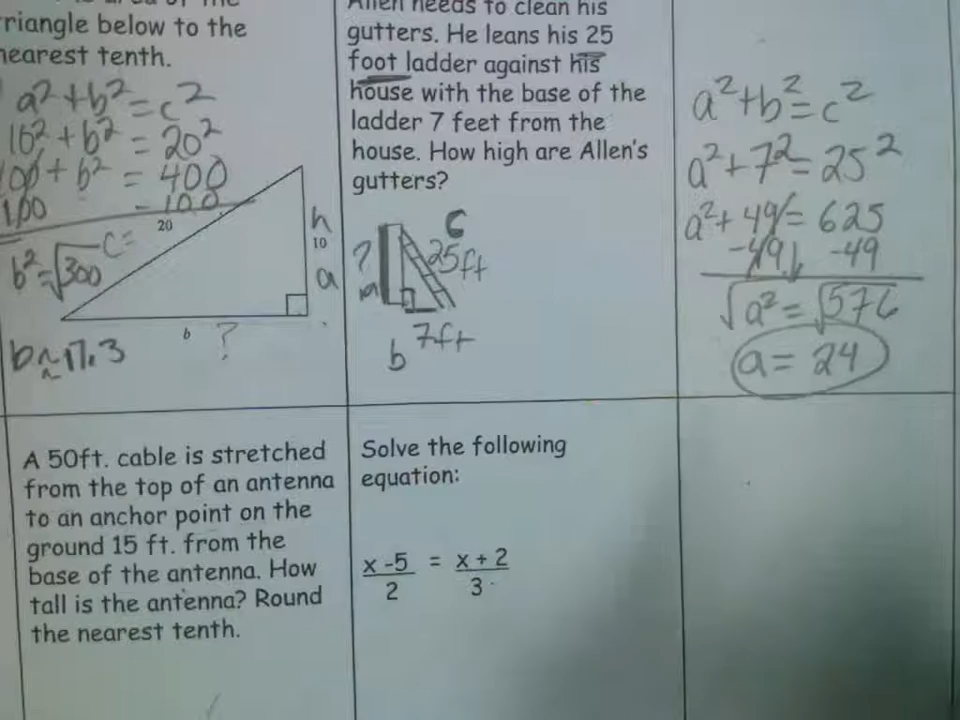 riangle below to the
nearest tenth.
a²+b²=c²
10²+b²=20²
100+b²=400
100 -100
b²=√300
C=
20
h
10
a
b
?
b≈17.3
Allen needs to clean his
gutters. He leans his 25
foot ladder against his
house with the base of the
ladder 7 feet from the
house. How high are Allen's
gutters?
C
?
25ft
a
7ft
b
a²+b²=c²
a²+7²=25²
a²+49=625
-49 -49
√a²=√576
a=24
A 50ft. cable is stretched
from the top of an antenna
to an anchor point on the
ground 15 ft. from the
base of the antenna. How
tall is the antenna? Round
the nearest tenth.
Solve the following
equation:
x-5 = x+2
2 3